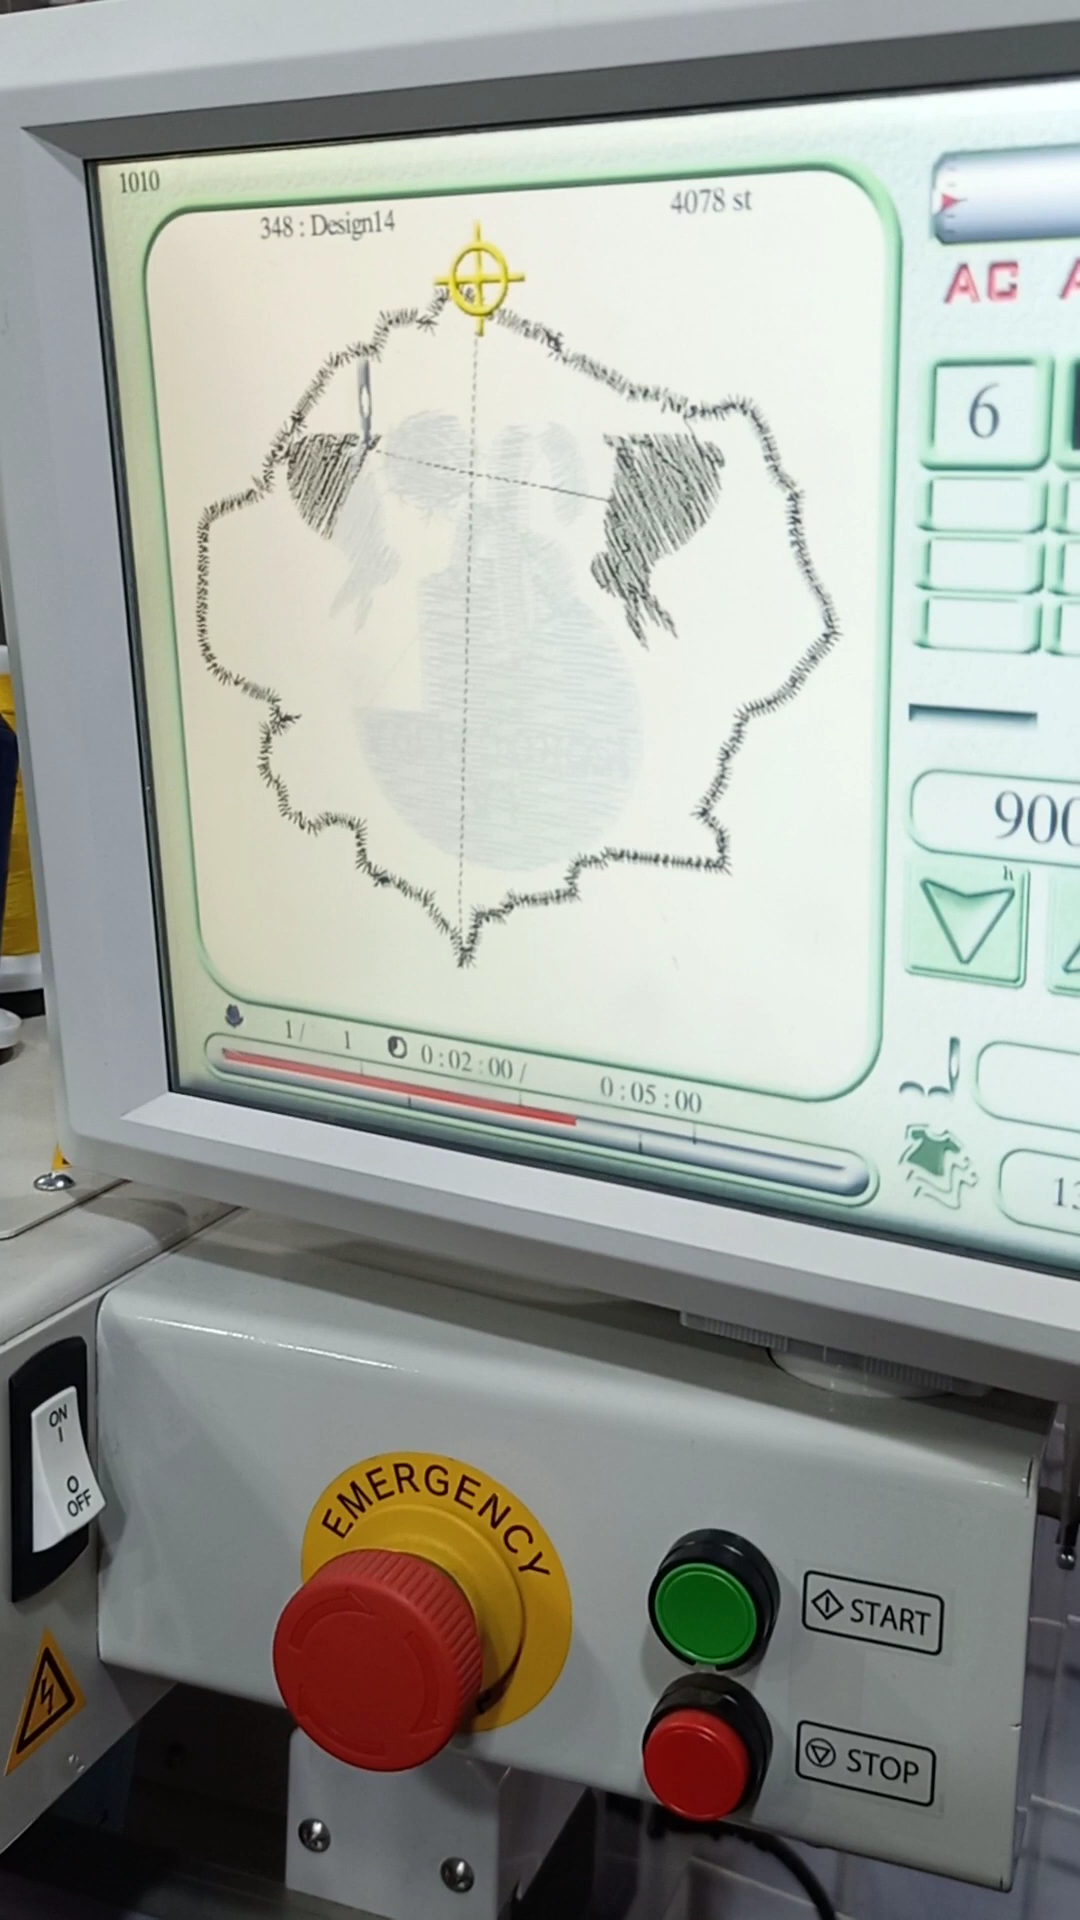 1010
348 : Design14
4078 st
AC
6
900
h
1 / 1
0 : 02 : 00 /
0 : 05 : 00
13
ON
I
O
OFF
EMERGENCY
START
STOP